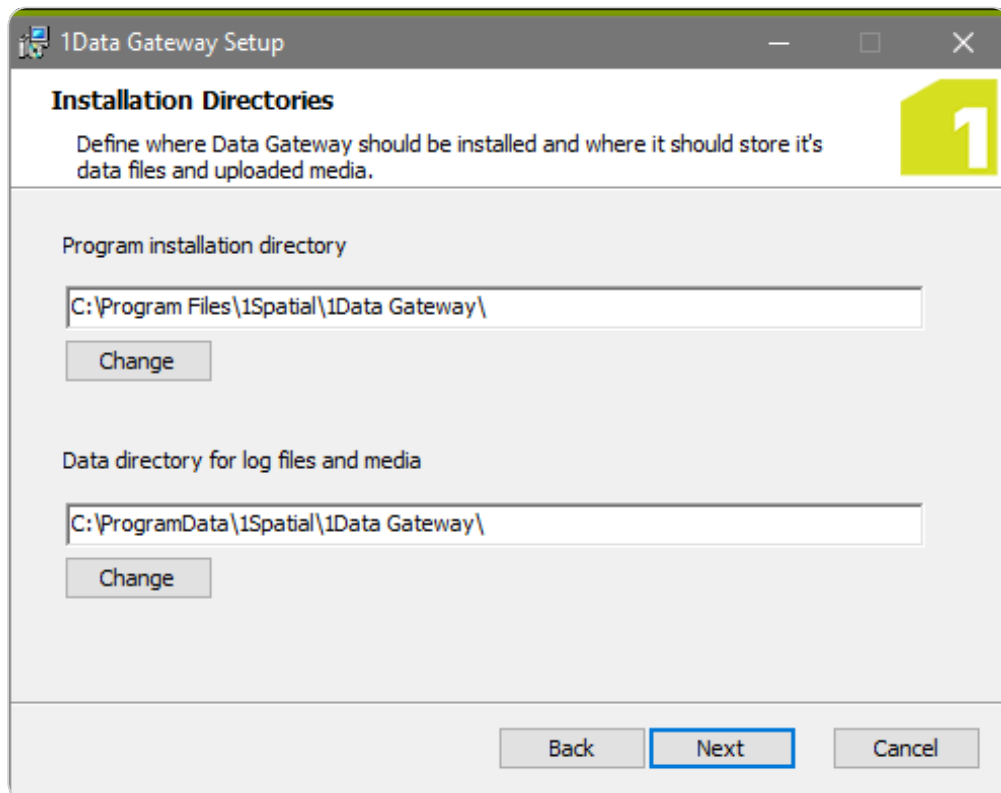 1Data Gateway Setup
Installation Directories
1
Define where Data Gateway should be installed and where it should store it's
data files and uploaded media.
Program installation directory
C:\Program Files\1Spatial\1Data Gateway\
Change
Data directory for log files and media
C:\ProgramData\1Spatial\1Data Gateway\
Change
Back Next Cancel